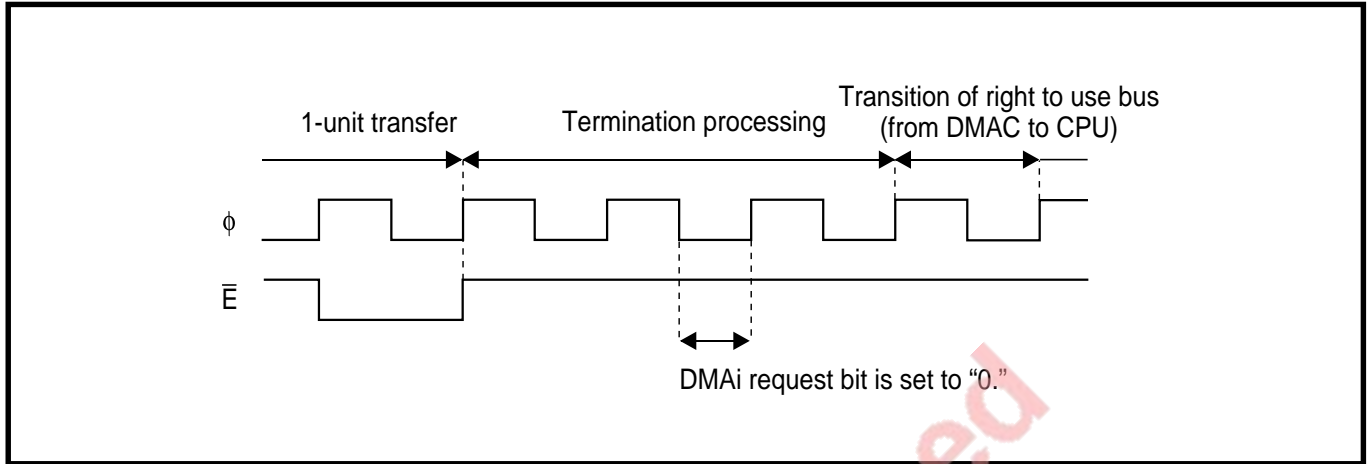 Transition of right to use bus
1-unit transfer Termination processing (from DMAC to CPU)
ϕ
E̅
DMAi request bit is set to “0.”